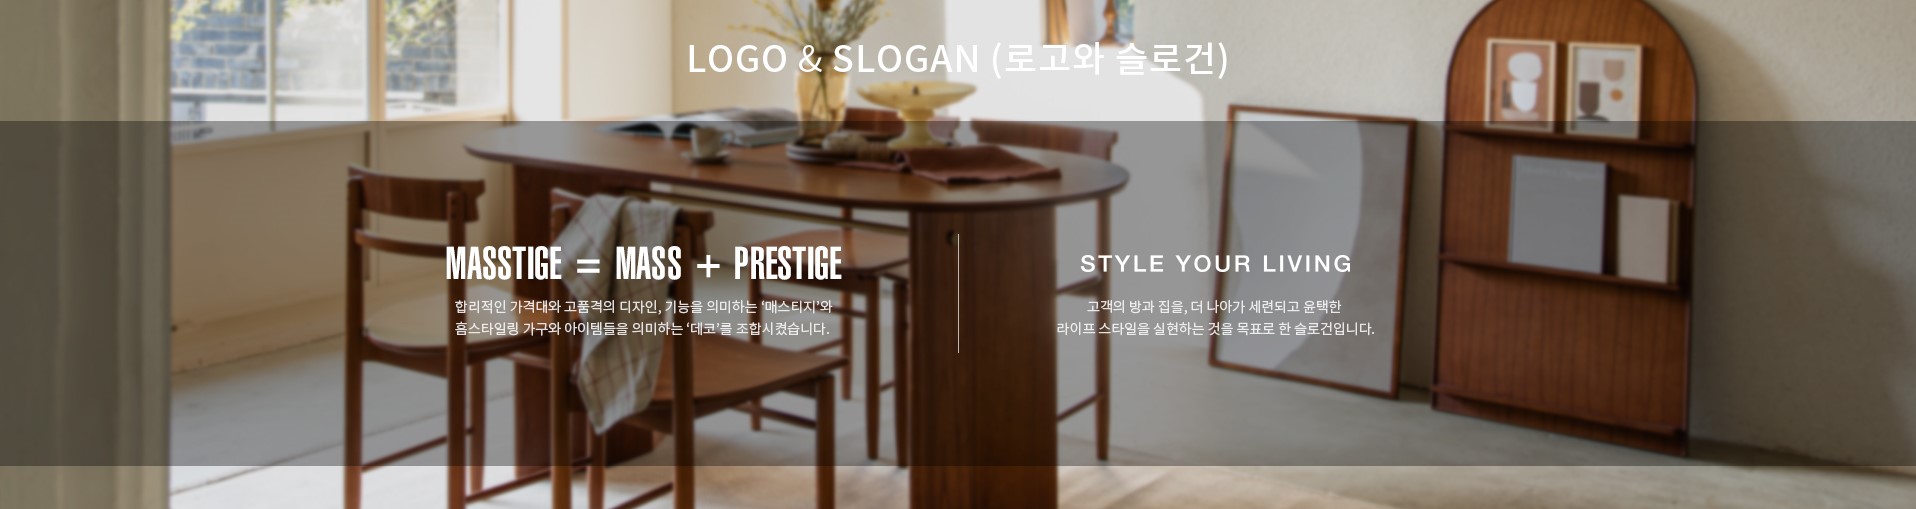 LOGO & SLOGAN (로고와 슬로건)
MASSTIGE = MASS + PRESTIGE
합리적인 가격대와 고품격의 디자인, 기능을 의미하는 ‘매스티지’와
홈스타일링 가구와 아이템들을 의미하는 ‘데코’를 조합시켰습니다.
STYLE YOUR LIVING
고객의 방과 집을, 더 나아가 세련되고 윤택한
라이프 스타일을 실현하는 것을 목표로 한 슬로건입니다.